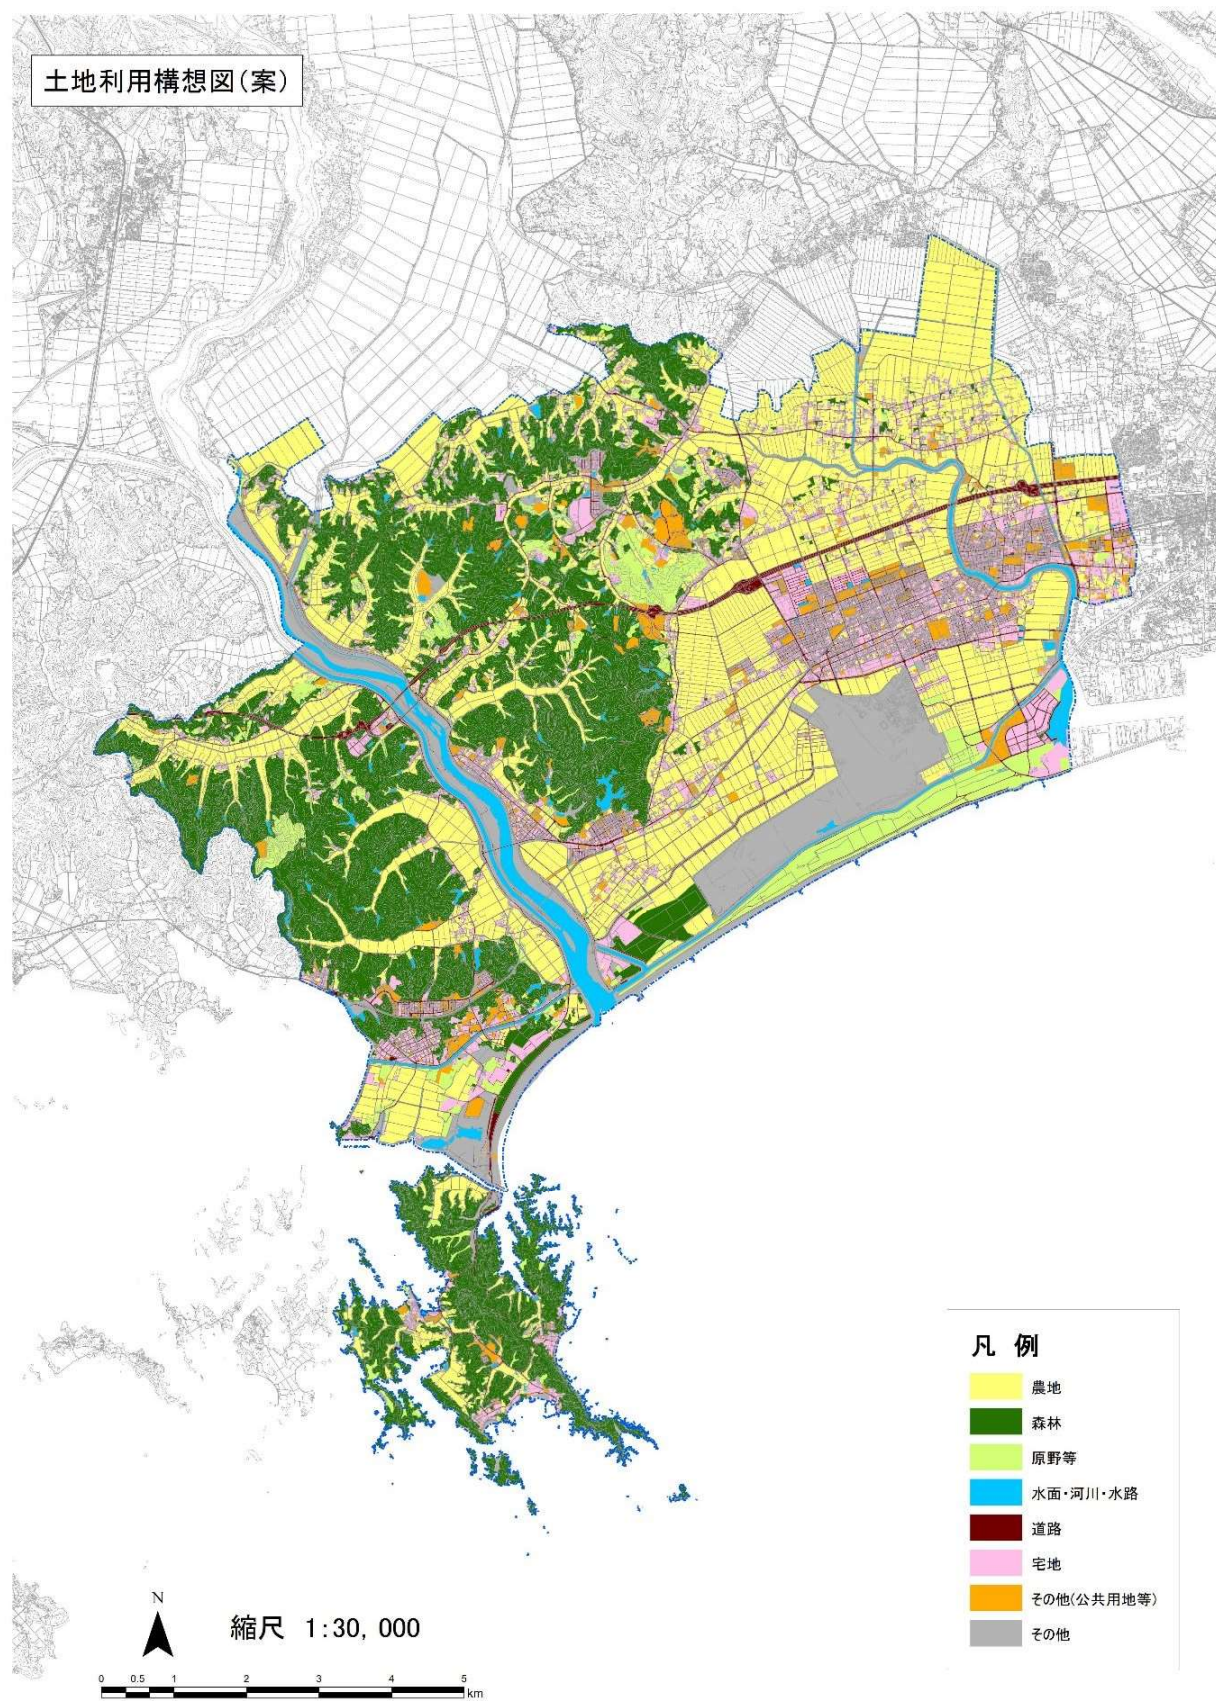 土地利用構想図(案)
凡 例
農地
森林
原野等
水面・河川・水路
道路
宅地
その他(公共用地等)
その他
N
縮尺 1:30,000
0 0.5 1 2 3 4 5
km